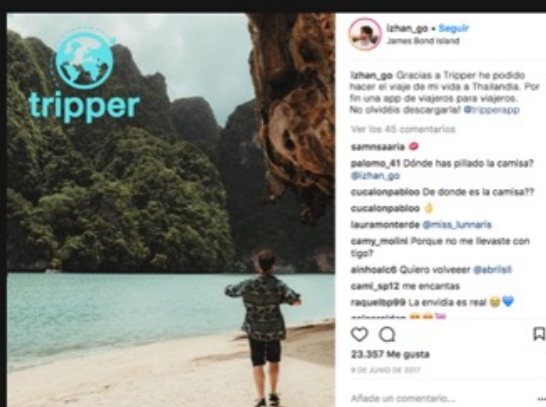 tripper
izhan_go • Seguir
James Bond Island
izhan_go Gracias a Tripper he podido
hacer el viaje de mi vida a Thailandia. Por
fin una app de viajeros para viajeros.
No olvidéis descargarla! @tripperapp
Ver los 45 comentarios
samnsaaria 💋
palomo_41 Dónde has pillado la camisa?
@izhan_go
cucalonpabloo De donde es la camisa??
cucalonpabloo 👌
lauramonterde @miss_lunnaris
camy_molini Porque no me llevaste con
tigo?
ainhoalc6 Quiero volveeer @abrilsll
cami_sp12 me encantas
raquelbp99 La envidia es real 😭💙
23.357 Me gusta
8 DE JUNIO DE 2017
Añade un comentario...